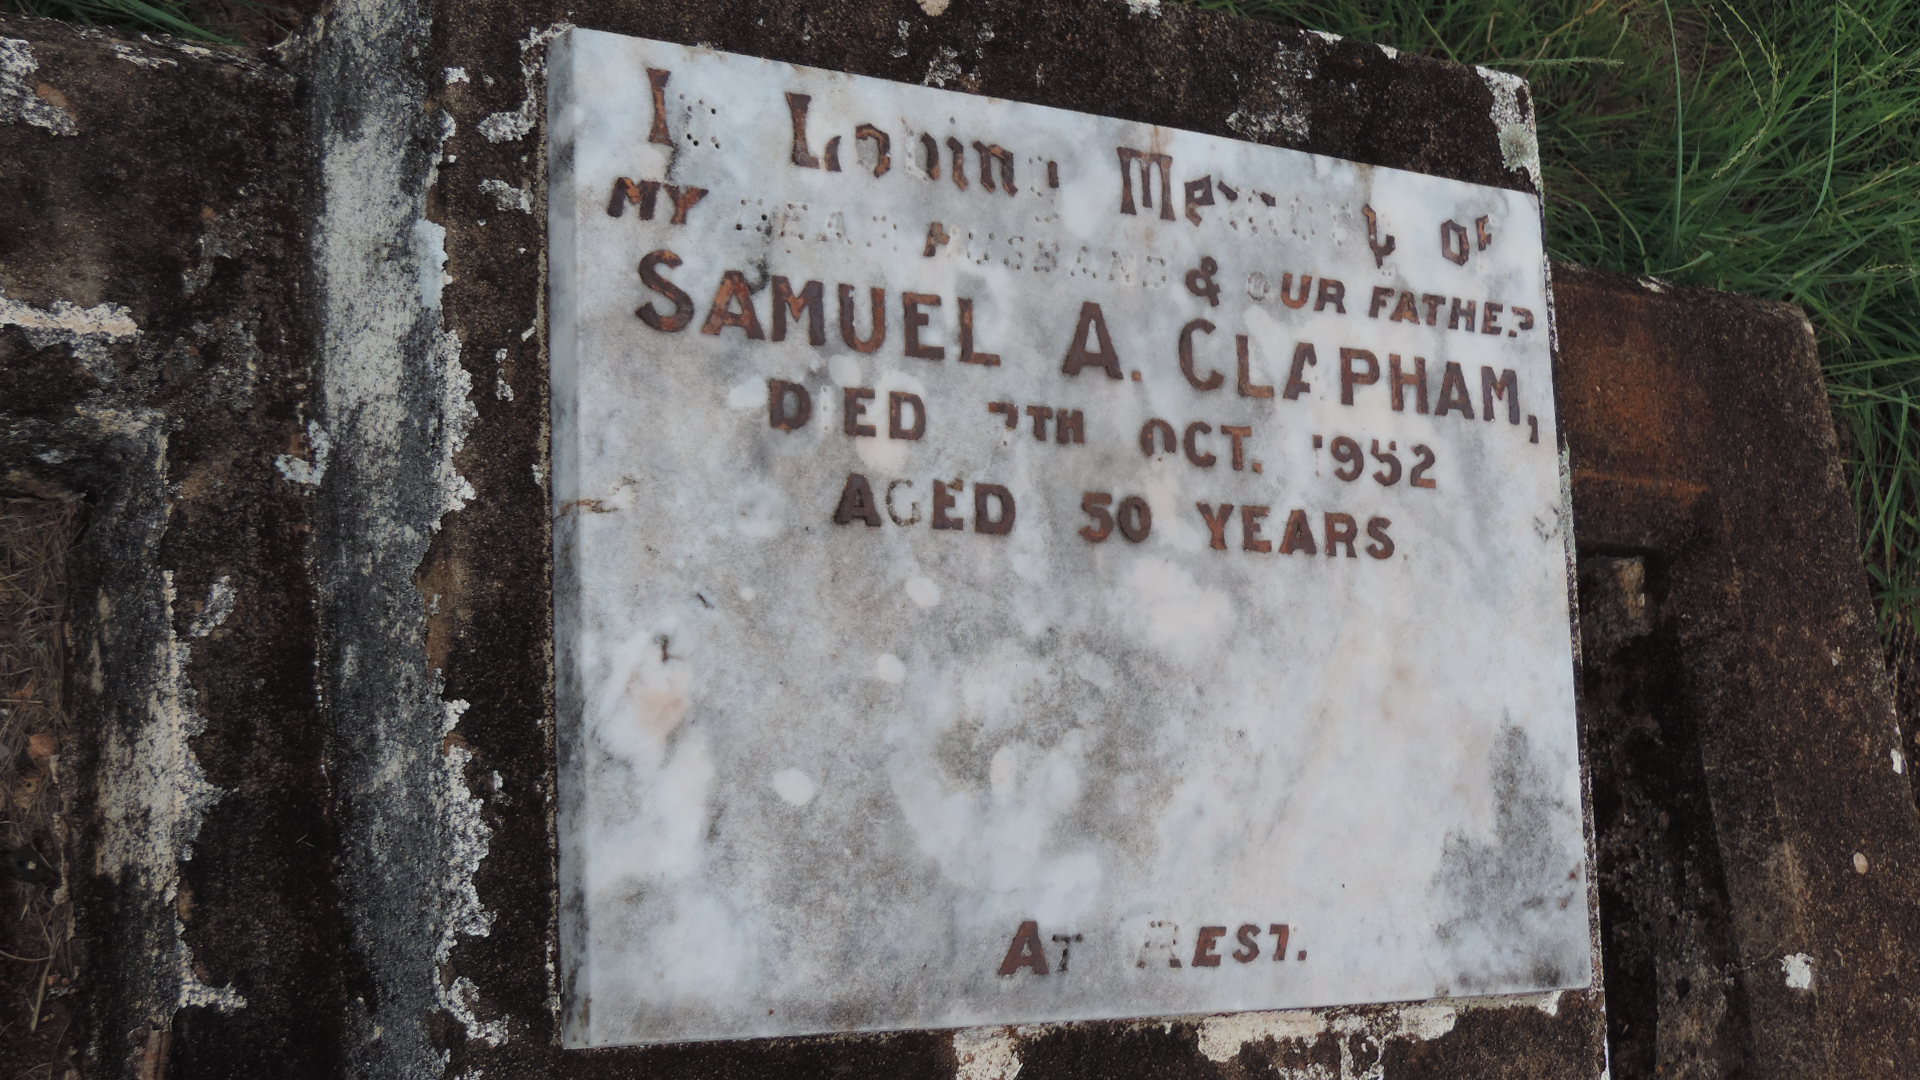 In Loving Memory of
MY DEAR HUSBAND & OUR FATHER
SAMUEL A. CLAPHAM,
DIED 7TH OCT. 1952
AGED 50 YEARS
AT REST.